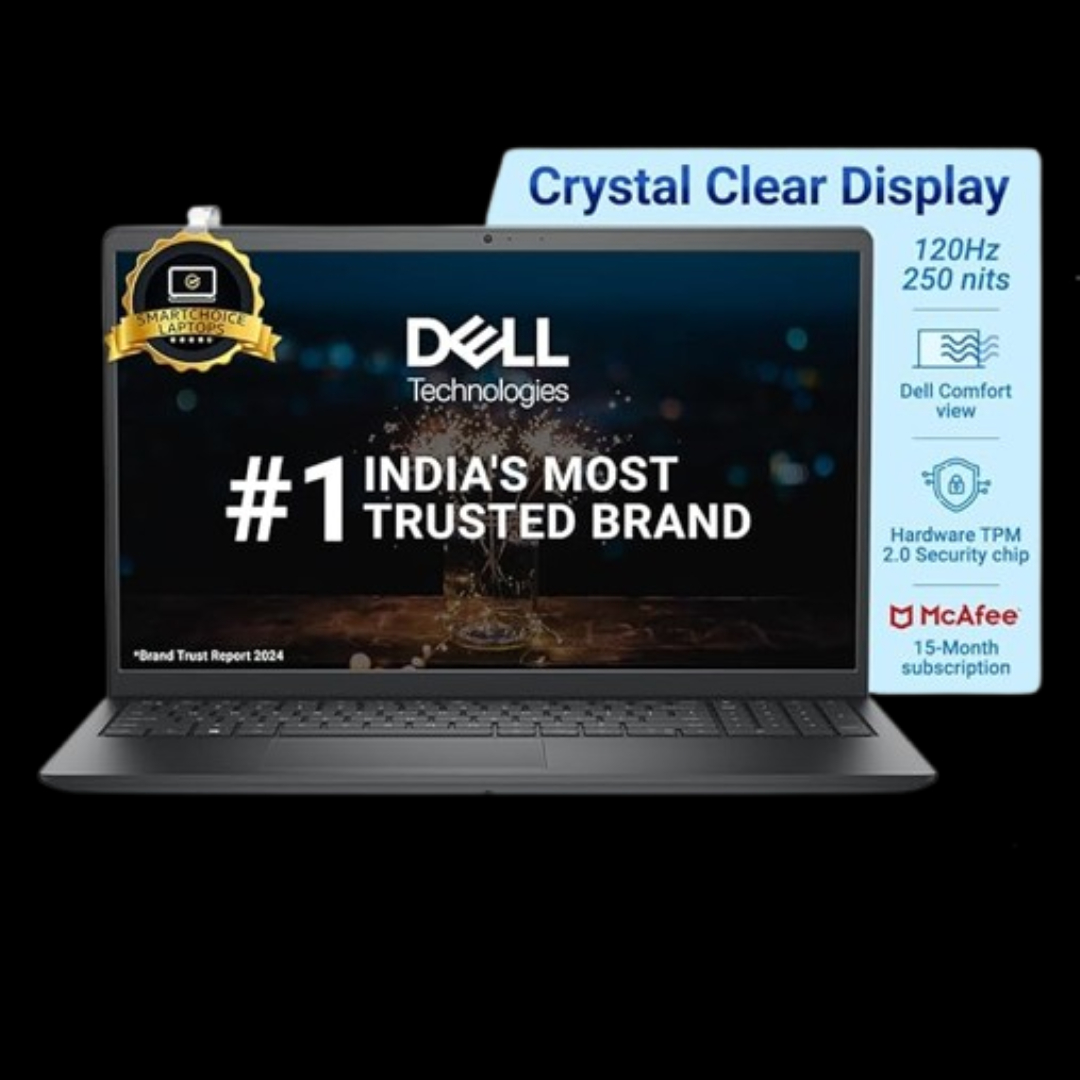 Crystal Clear Display
120Hz
250 nits
Dell Comfort
view
Hardware TPM
2.0 Security chip
McAfee
15-Month
subscription
SMARTCHOICE
LAPTOPS
DELL
Technologies
#1 INDIA'S MOST
TRUSTED BRAND
*Brand Trust Report 2024